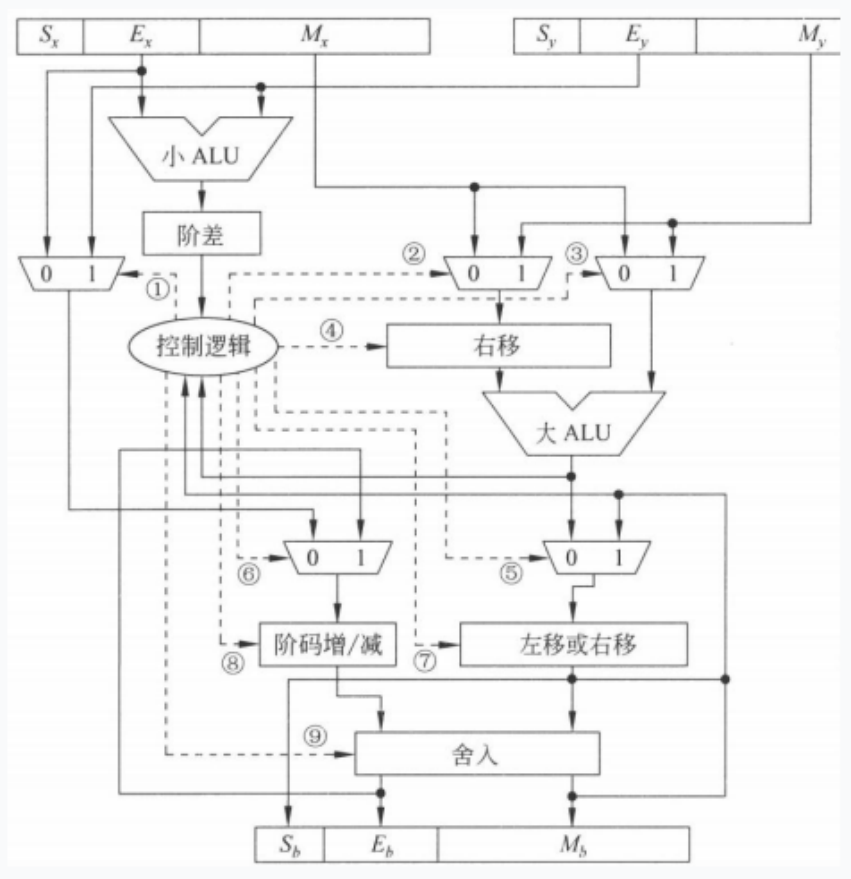 Sx Ex Mx Sy Ey My
小 ALU
阶差
② ③
0 1 ① 0 1 0 1
控制逻辑 ④ 右移
大 ALU
0 1 0 1
⑥ ⑤
⑧ 阶码增/减 ⑦ 左移或右移
⑨ 舍入
Sb Eb Mb